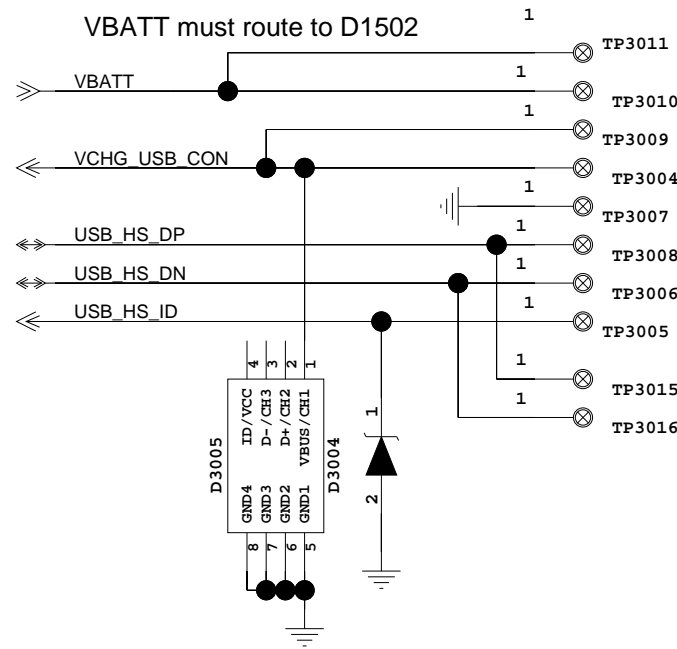 VBATT must route to D1502
1
TP3011
VBATT
1
TP3010
1
TP3009
VCHG_USB_CON
1
TP3004
1
TP3007
USB_HS_DP
1
TP3008
USB_HS_DN
1
TP3006
USB_HS_ID
1
TP3005
1
TP3015
1
TP3016
4
3
2
1
ID/VCC
D-/CH3
D+/CH2
VBUS/CH1
D3005
D3004
GND4
GND3
GND2
GND1
8
7
6
5
1
2